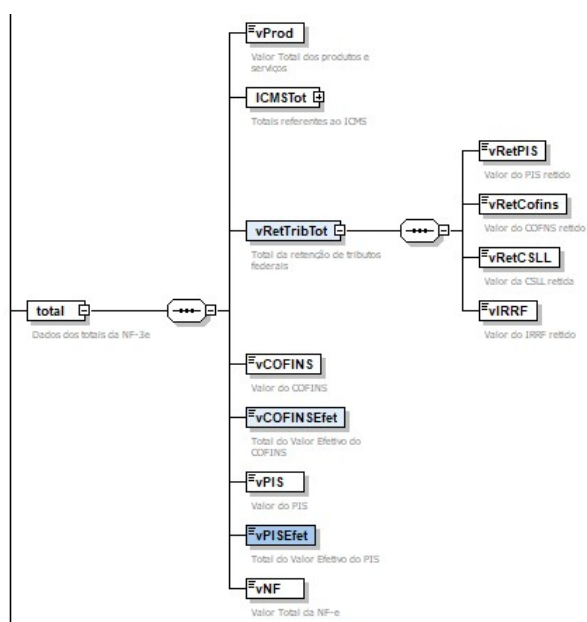 vProd
Valor Total dos produtos e
serviços
ICMSTot
Totais referentes ao ICMS
vRetTribTot
Total da retenção de tributos
federais
vRetPIS
Valor do PIS retido
vRetCofins
Valor do COFNS retido
vRetCSLL
Valor da CSLL retida
vIRRF
Valor do IRRF retido
total
Dados dos totais da NF-3e
vCOFINS
Valor do COFINS
vCOFINSEfet
Total do Valor Efetivo do
COFINS
vPIS
Valor do PIS
vPISEfet
Total do Valor Efetivo do PIS
vNF
Valor Total da NF-e